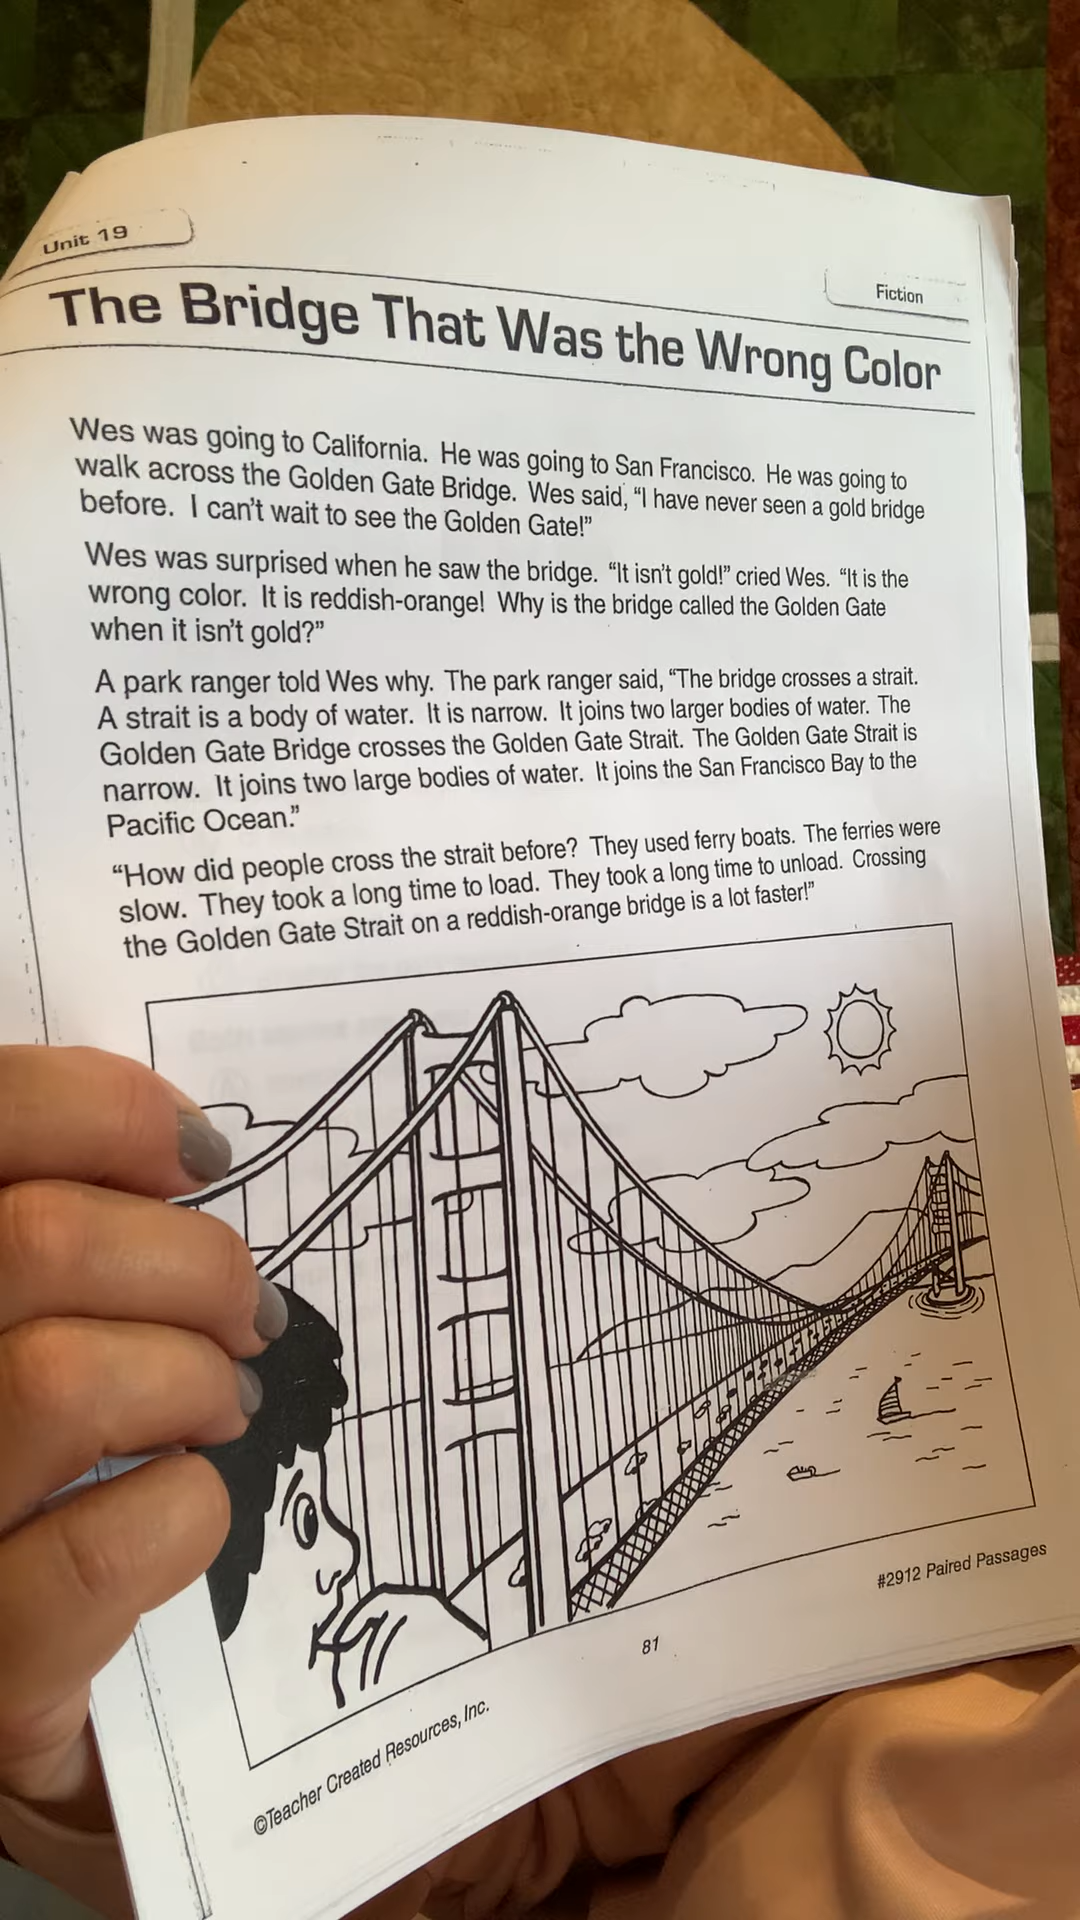 Unit 19
Fiction
The Bridge That Was the Wrong Color
Wes was going to California. He was going to San Francisco. He was going to
walk across the Golden Gate Bridge. Wes said, “I have never seen a gold bridge
before. I can’t wait to see the Golden Gate!”
Wes was surprised when he saw the bridge. “It isn’t gold!” cried Wes. “It is the
wrong color. It is reddish-orange! Why is the bridge called the Golden Gate
when it isn’t gold?”
A park ranger told Wes why. The park ranger said, “The bridge crosses a strait.
A strait is a body of water. It is narrow. It joins two larger bodies of water. The
Golden Gate Bridge crosses the Golden Gate Strait. The Golden Gate Strait is
narrow. It joins two large bodies of water. It joins the San Francisco Bay to the
Pacific Ocean.”
“How did people cross the strait before? They used ferry boats. The ferries were
slow. They took a long time to load. They took a long time to unload. Crossing
the Golden Gate Strait on a reddish-orange bridge is a lot faster!”
©Teacher Created Resources, Inc.
81
#2912 Paired Passages